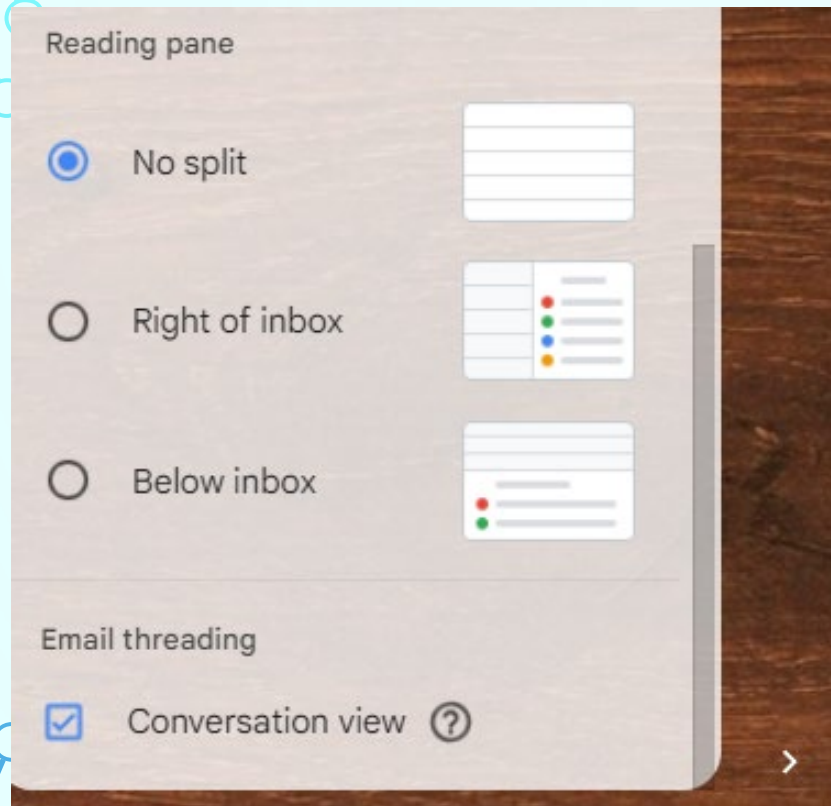 Reading pane
No split
Right of inbox
Below inbox
Email threading
Conversation view